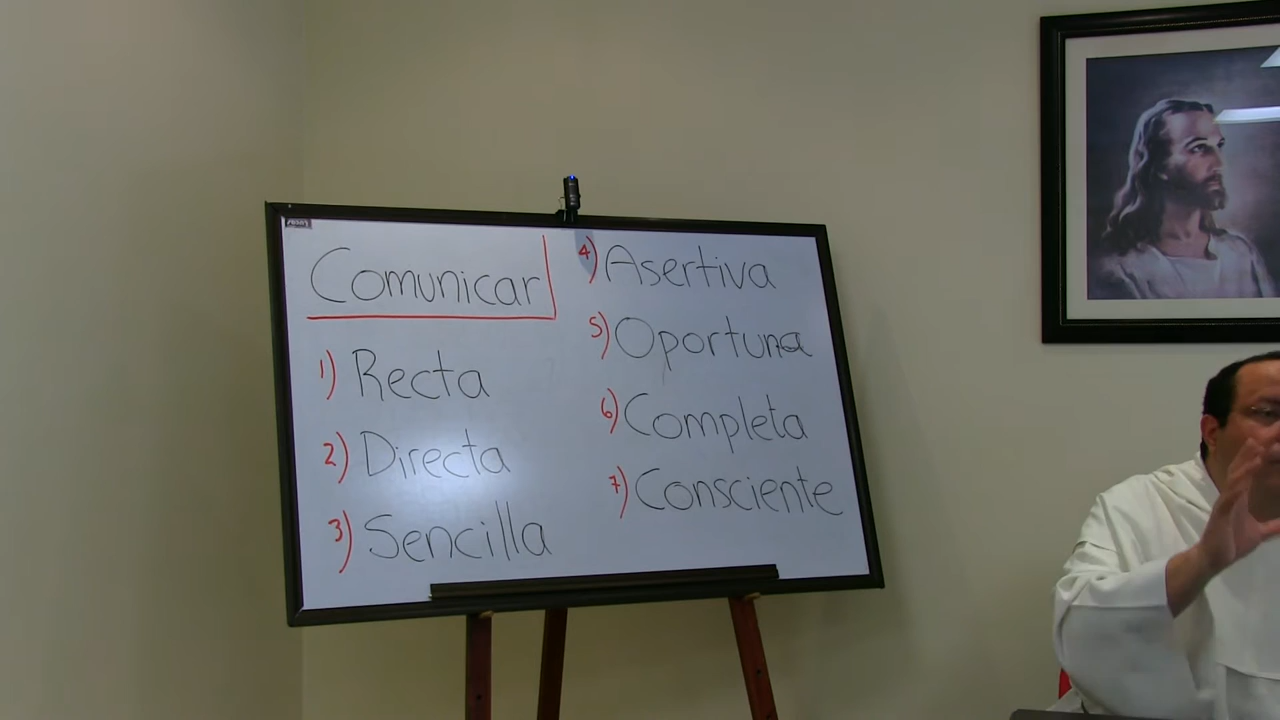 Comunicar
1) Recta
2) Directa
3) Sencilla
4) Asertiva
5) Oportuna
6) Completa
7) Consciente